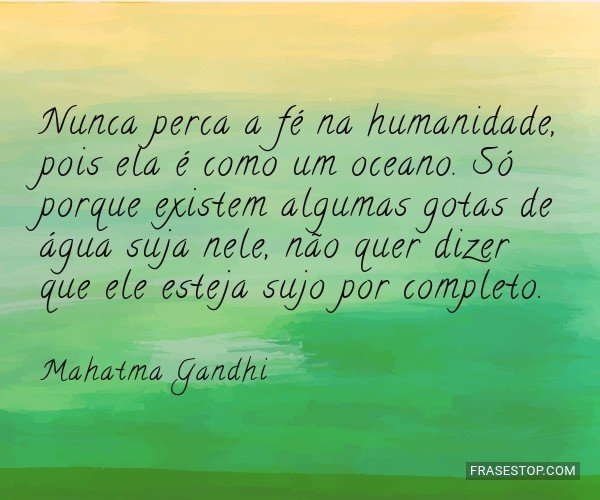 Nunca perca a fé na humanidade,
pois ela é como um oceano. Só
porque existem algumas gotas de
água suja nele, não quer dizer
que ele esteja sujo por completo.
Mahatma Gandhi
FRASESTOP.COM